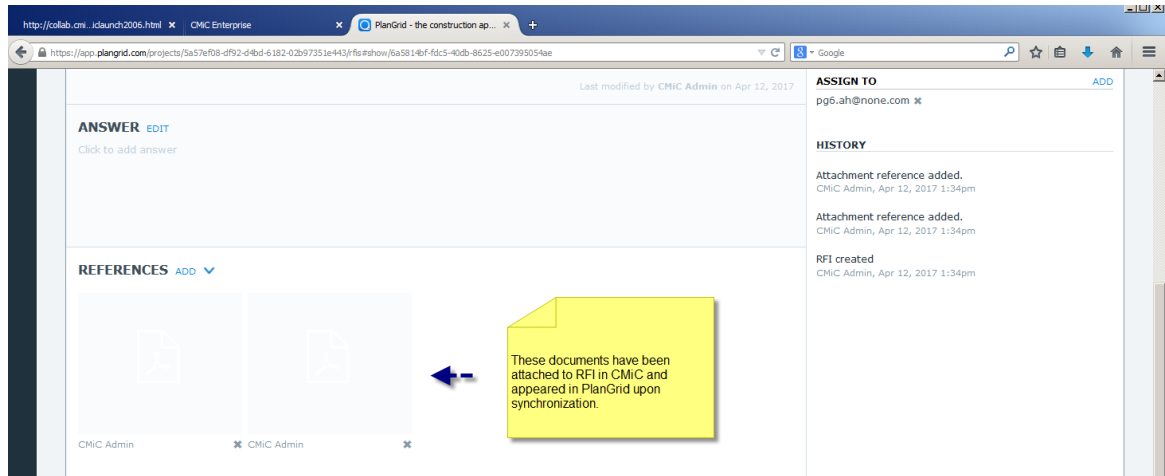 http://collab.cmi..iclaunch2006.html
CMiC Enterprise
PlanGrid - the construction ap...
https://app.plangrid.com/projects/5a57ef08-df92-d4bd-6182-02b97351e443/rfis#show/6a5814bf-fdc5-40db-8625-e007395054ae
Google
Last modified by CMiC Admin on Apr 12, 2017
ANSWER EDIT
Click to add answer
REFERENCES ADD
CMiC Admin
CMiC Admin
These documents have been
attached to RFI in CMiC and
appeared in PlanGrid upon
synchronization.
ASSIGN TO
ADD
pg6.ah@none.com
HISTORY
Attachment reference added.
CMiC Admin, Apr 12, 2017 1:34pm
Attachment reference added.
CMiC Admin, Apr 12, 2017 1:34pm
RFI created
CMiC Admin, Apr 12, 2017 1:34pm